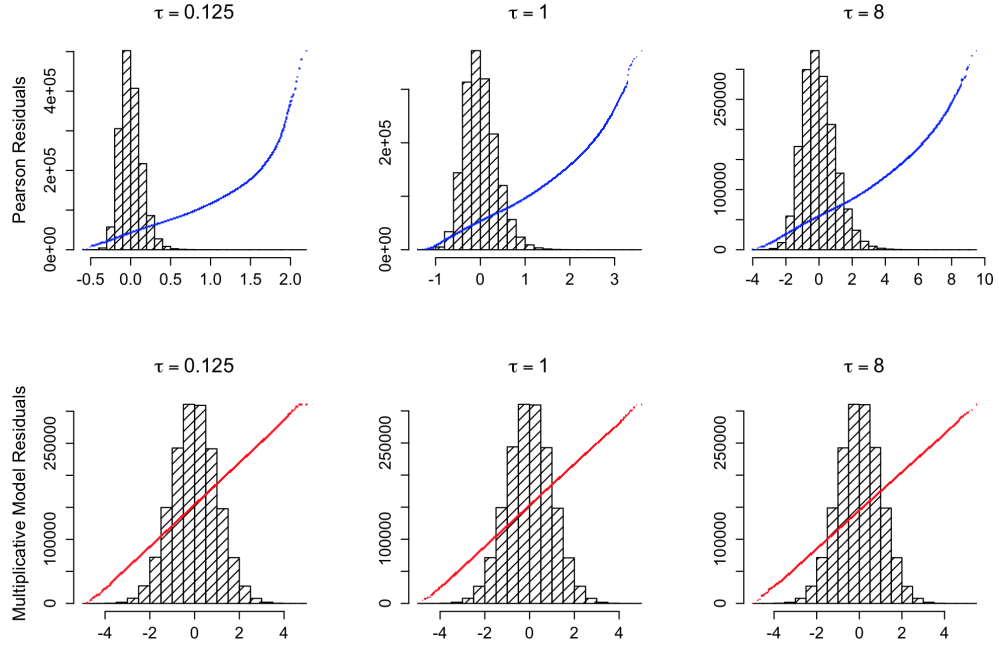 τ = 0.125
τ = 1
τ = 8
Pearson Residuals
0e+00 2e+05 4e+05
-0.5 0.0 0.5 1.0 1.5 2.0
0e+00 2e+05
-1 0 1 2 3
0 100000 250000
-4 -2 0 2 4 6 8 10
τ = 0.125
τ = 1
τ = 8
Multiplicative Model Residuals
0 100000 250000
-4 -2 0 2 4
0 100000 250000
-4 -2 0 2 4
0 100000 250000
-4 -2 0 2 4